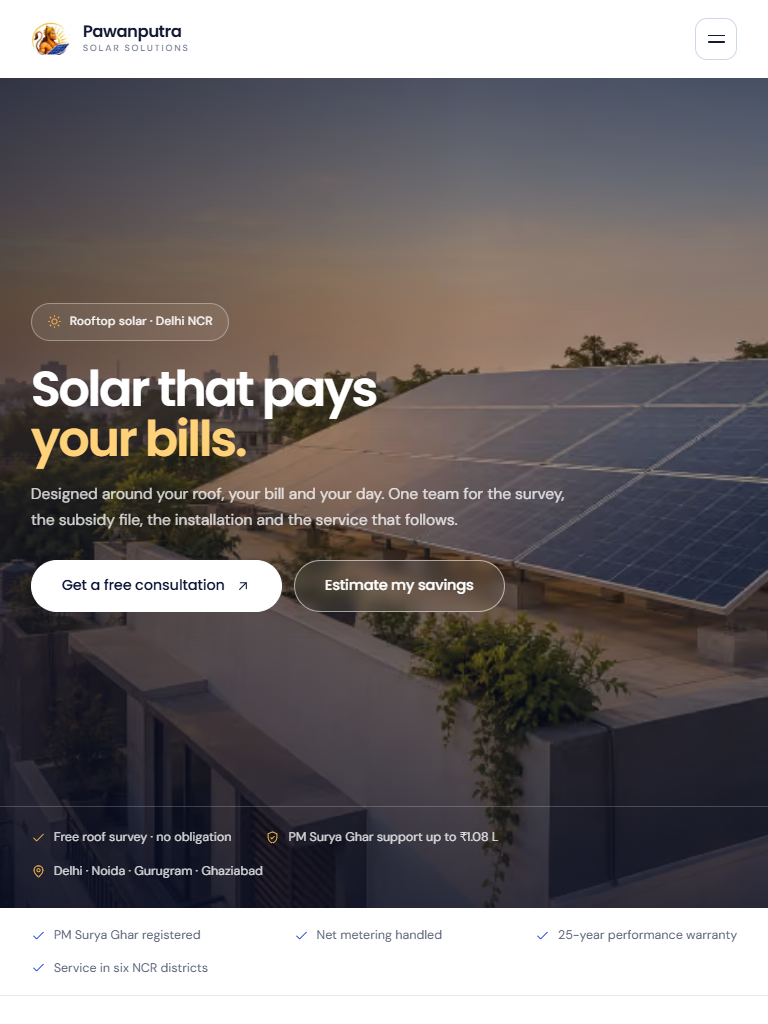 Pawanputra
SOLAR SOLUTIONS
Rooftop solar · Delhi NCR
Solar that pays
your bills.
Designed around your roof, your bill and your day. One team for the survey,
the subsidy file, the installation and the service that follows.
Get a free consultation
Estimate my savings
Free roof survey · no obligation
PM Surya Ghar support up to ₹1.08 L
Delhi · Noida · Gurugram · Ghaziabad
PM Surya Ghar registered
Net metering handled
25-year performance warranty
Service in six NCR districts